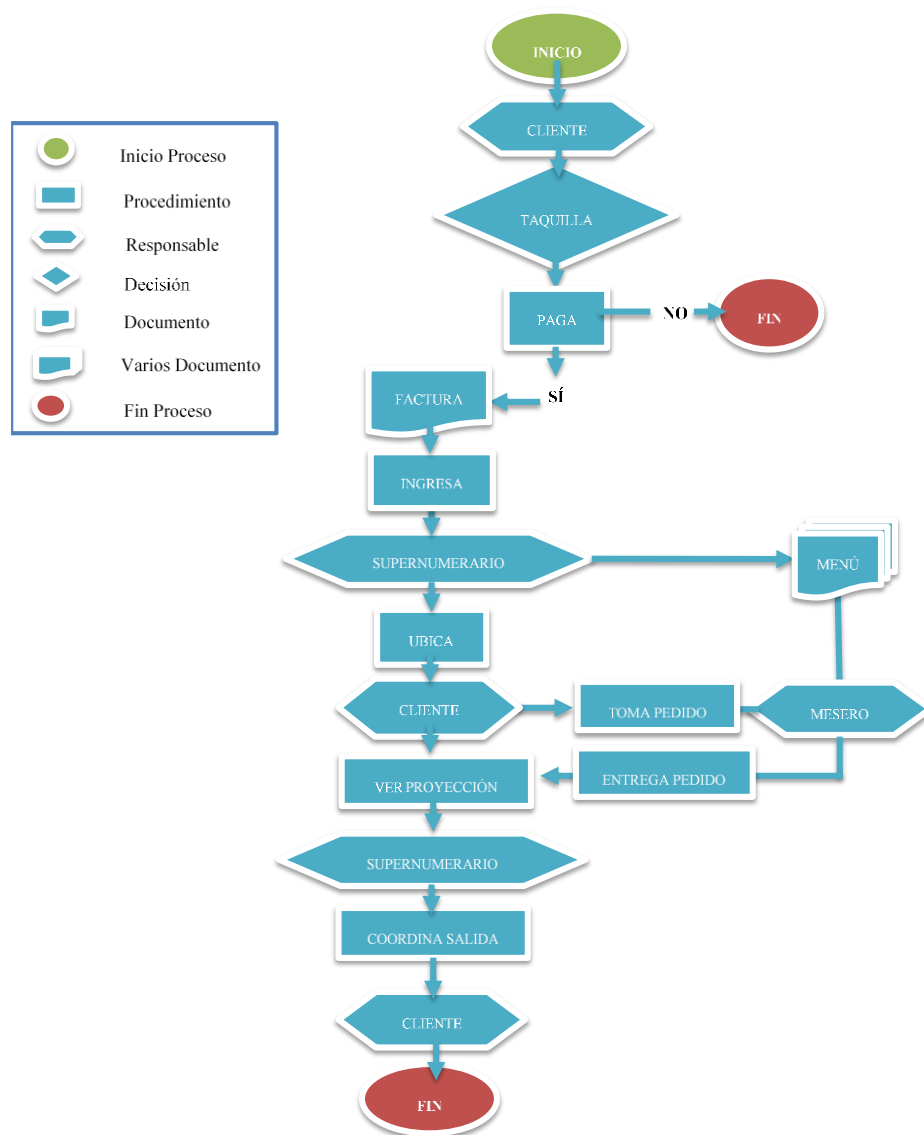 INICIO
CLIENTE
TAQUILLA
PAGA
NO
FIN
SÍ
FACTURA
INGRESA
SUPERNUMERARIO
MENÚ
UBICA
CLIENTE
TOMA PEDIDO
MESERO
VER PROYECCIÓN
ENTREGA PEDIDO
SUPERNUMERARIO
COORDINA SALIDA
CLIENTE
FIN
Inicio Proceso
Procedimiento
Responsable
Decisión
Documento
Varios Documento
Fin Proceso